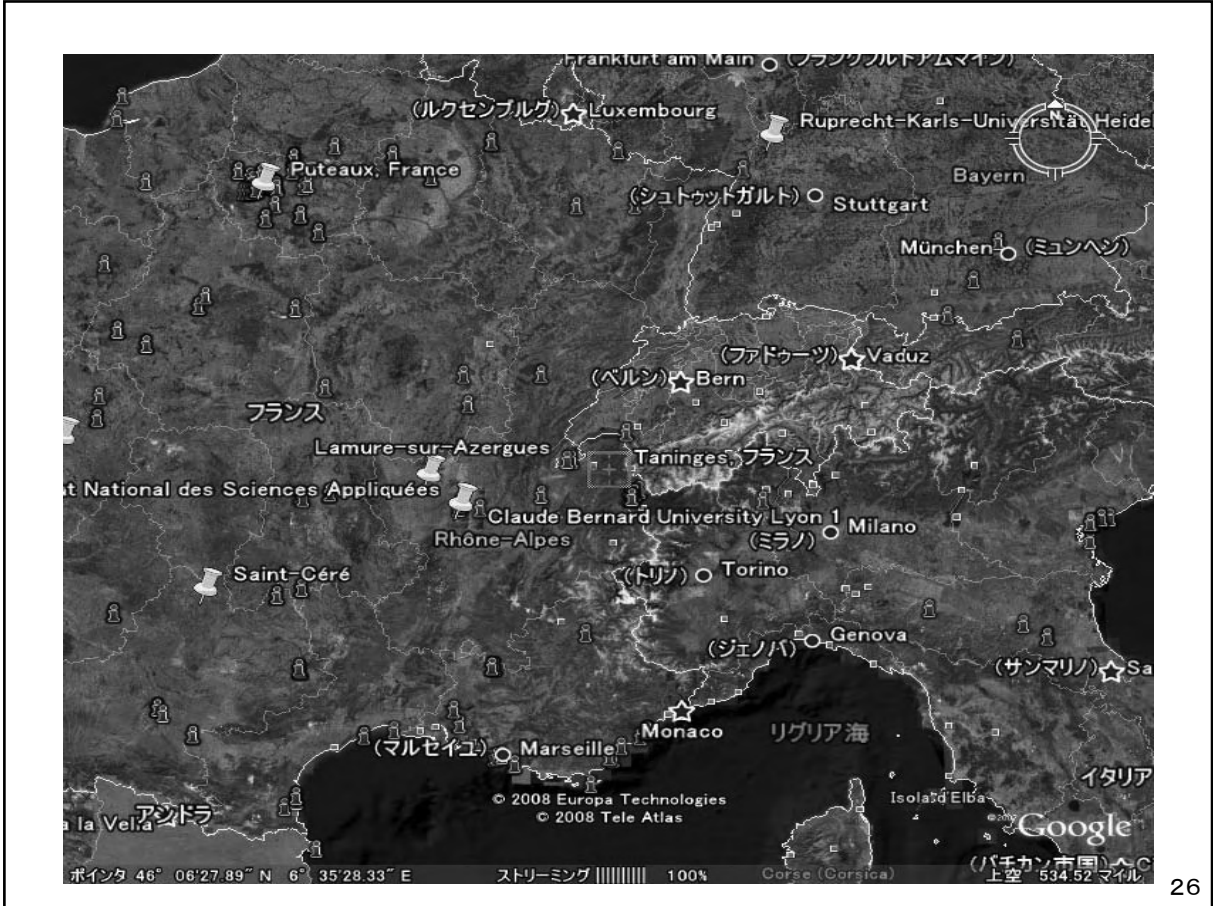 Frankfurt am Main (フランクフルトアムマイン)
(ルクセンブルグ) Luxembourg
Ruprecht-Karls-Universität Heidel
N
Puteaux, France
Bayern
(シュトゥットガルト) Stuttgart
München (ミュンヘン)
(ファドゥーツ) Vaduz
(ベルン) Bern
フランス
Lamure-sur-Azergues
Taninges, フランス
t National des Sciences Appliquées
Claude Bernard University Lyon 1
Milano
(ミラノ)
Rhône-Alpes
Saint-Céré
(トリノ) Torino
(ジェノバ) Genova
(サンマリノ) Sa
Monaco
リグリア海
(マルセイユ) Marseille
イタリア
© 2008 Europa Technologies
© 2008 Tele Atlas
Isola d'Elba
アンドラ
a la Vella
Google
(バチカン市国) Ci
ポインタ 46° 06'27.89" N 6° 35'28.33" E
ストリーミング 100%
Corse (Corsica)
上空 534.52 マイル
26